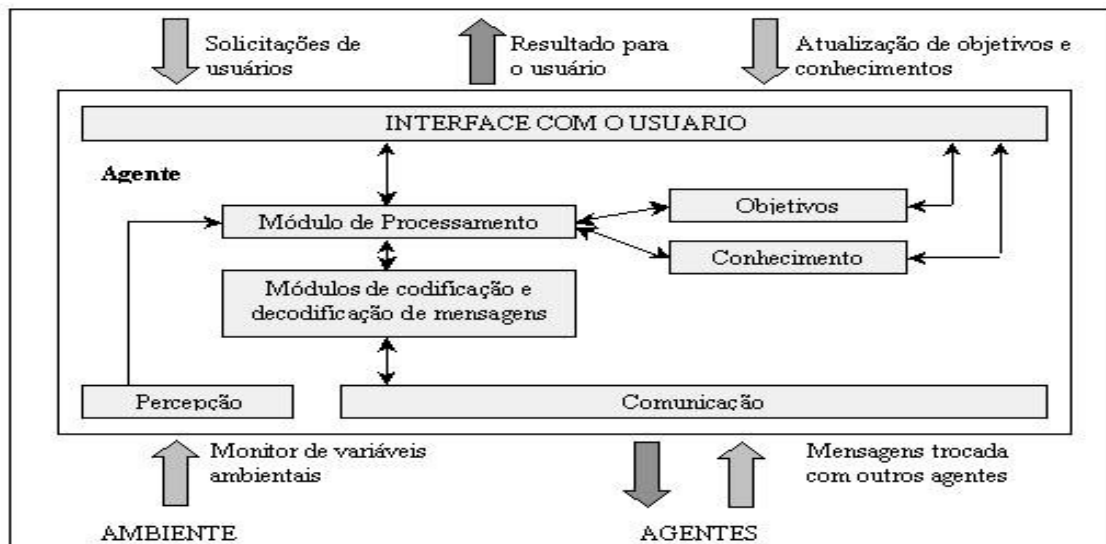 Solicitações de
usuários
Resultado para
o usuário
Atualização de objetivos e
conhecimentos
INTERFACE COM O USUARIO
Agente
Módulo de Processamento
Objetivos
Conhecimento
Módulos de codificação e
decodificação de mensagens
Percepção
Comunicação
Monitor de variáveis
ambientais
Mensagens trocada
com outros agentes
AMBIENTE
AGENTES